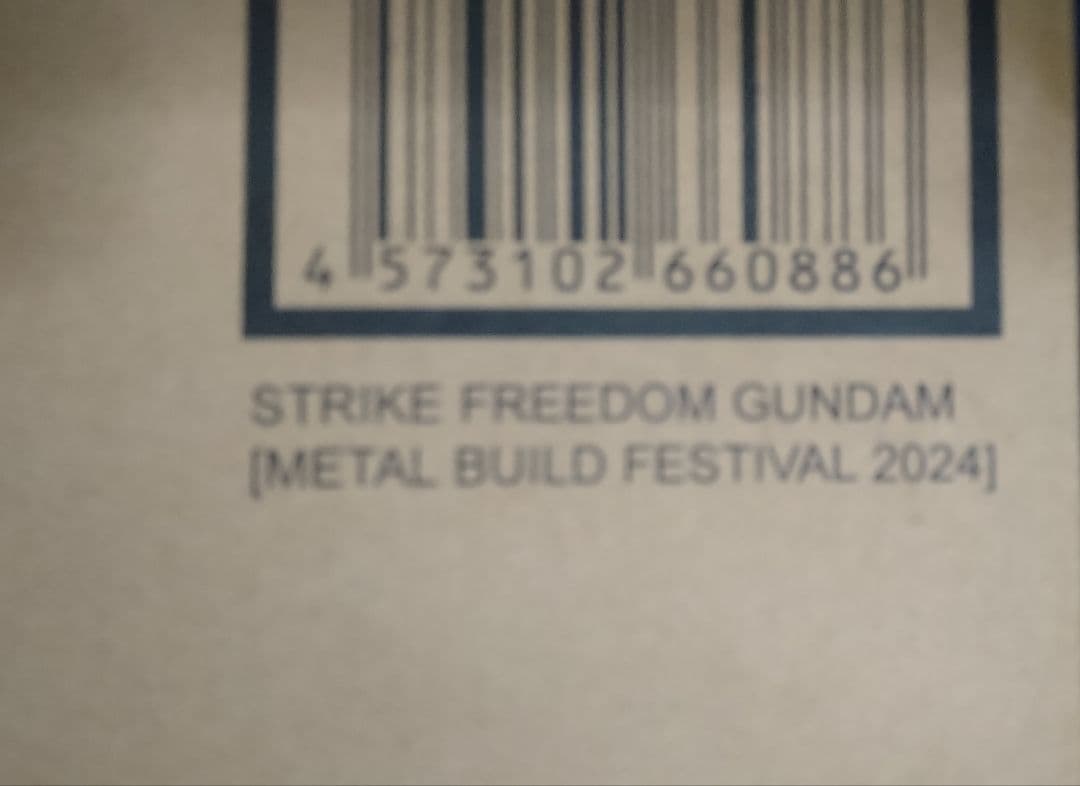 4 573102 660886
STRIKE FREEDOM GUNDAM
[METAL BUILD FESTIVAL 2024]